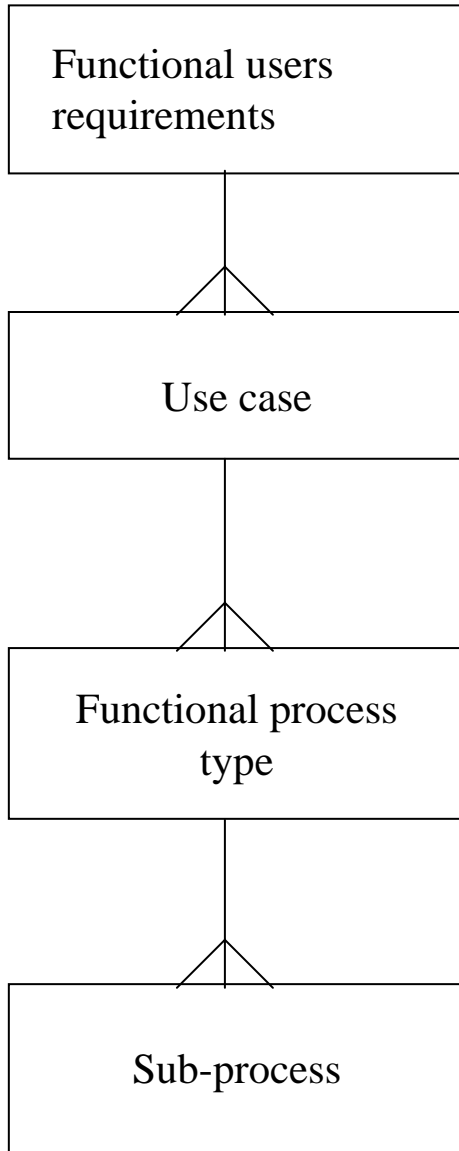 Functional users
requirements
Use case
Functional process
type
Sub-process